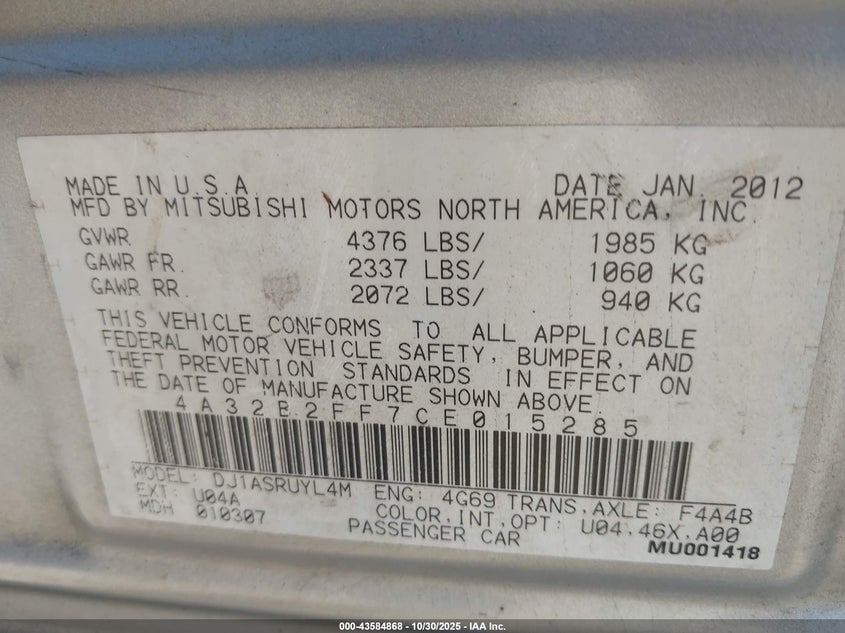 MADE IN U.S.A. DATE JAN. 2012
MFD BY MITSUBISHI MOTORS NORTH AMERICA, INC.
GVWR 4376 LBS/ 1985 KG
GAWR FR. 2337 LBS/ 1060 KG
GAWR RR. 2072 LBS/ 940 KG
THIS VEHICLE CONFORMS TO ALL APPLICABLE
FEDERAL MOTOR VEHICLE SAFETY, BUMPER, AND
THEFT PREVENTION STANDARDS IN EFFECT ON
THE DATE OF MANUFACTURE SHOWN ABOVE.
4A32B2FF7CE015285
MODEL: DJ1ASRUYL4M ENG: 4G69 TRANS,AXLE: F4A4B
EXT: U04A COLOR,INT,OPT: U04,46X,A00
MDH 010307 PASSENGER CAR
MU001418
000-43584868 - 10/30/2025 - IAA Inc.